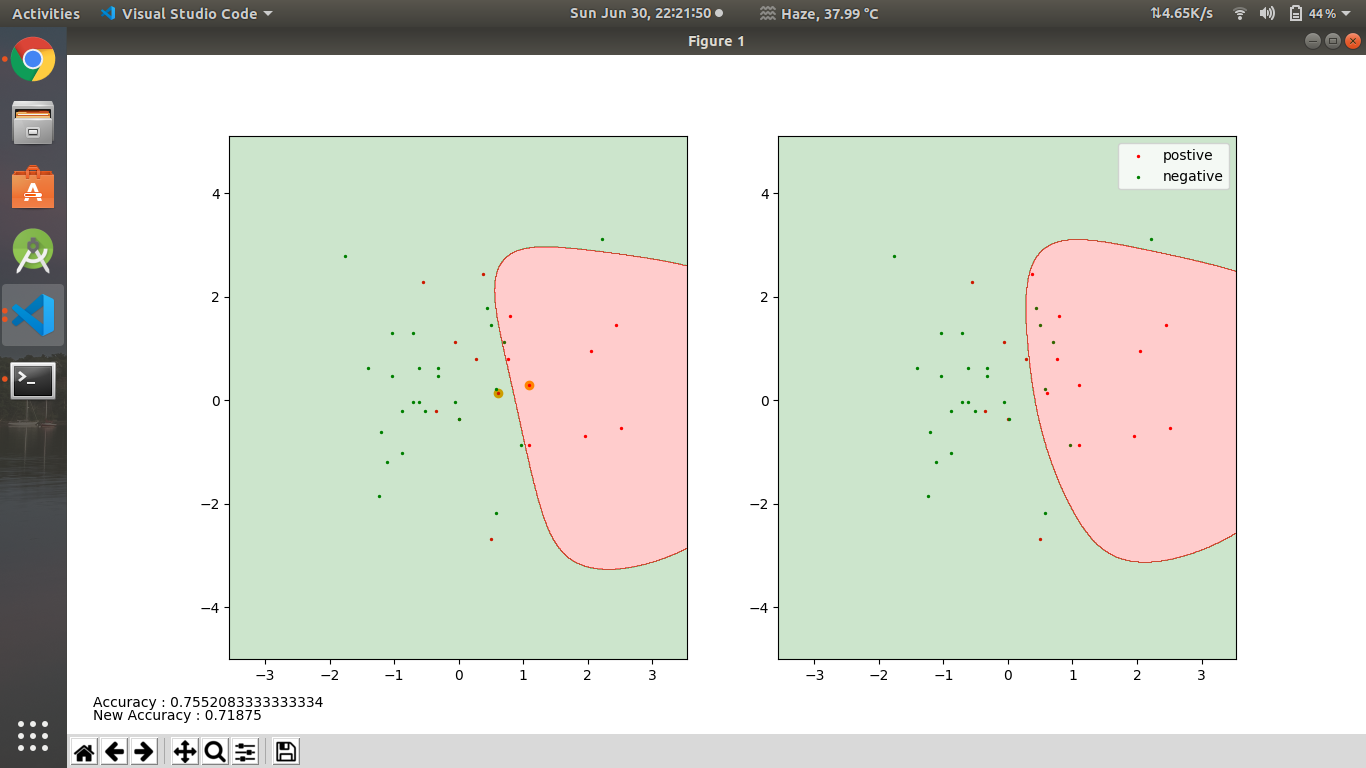 Activities Visual Studio Code Sun Jun 30, 22:21:50 Haze, 37.99 °C ⇅4.65K/s 44 %
Figure 1
4
2
0
−2
−4
−3 −2 −1 0 1 2 3
postive
negative
4
2
0
−2
−4
−3 −2 −1 0 1 2 3
Accuracy : 0.7552083333333334
New Accuracy : 0.71875